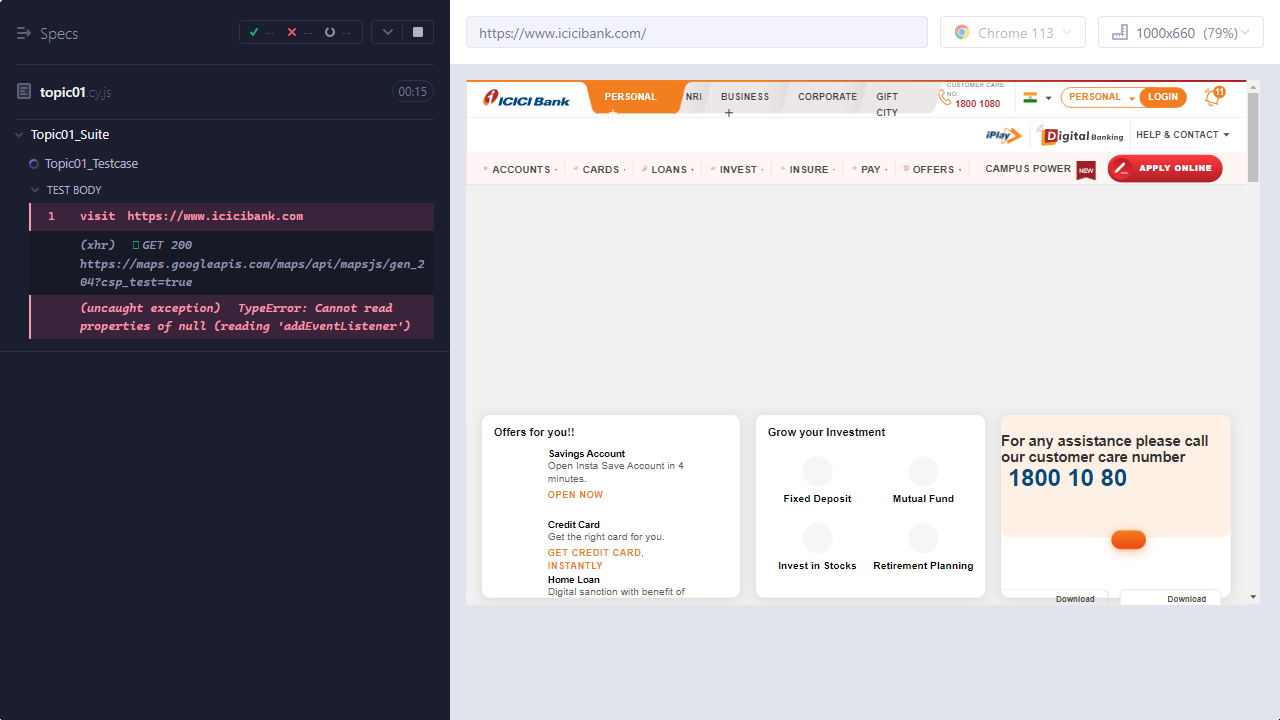 Specs
-- -- --
topic01.cy.js
00:15
Topic01_Suite
Topic01_Testcase
TEST BODY
1 visit https://www.icicibank.com
(xhr) GET 200
https://maps.googleapis.com/maps/api/mapsjs/gen_2
04?csp_test=true
(uncaught exception) TypeError: Cannot read
properties of null (reading 'addEventListener')
https://www.icicibank.com/
Chrome 113
1000x660 (79%)
ICICI Bank
PERSONAL
+
NRI
BUSINESS
+
CORPORATE
GIFT
CITY
CUSTOMER CARE
NO.
1800 1080
PERSONAL
LOGIN
11
iPlay
Digital Banking
HELP & CONTACT
ACCOUNTS
CARDS
LOANS
INVEST
INSURE
PAY
OFFERS
CAMPUS POWER
NEW
APPLY ONLINE
Offers for you!!
Savings Account
Open Insta Save Account in 4
minutes.
OPEN NOW
Credit Card
Get the right card for you.
GET CREDIT CARD,
INSTANTLY
Home Loan
Digital sanction with benefit of
Grow your Investment
Fixed Deposit
Mutual Fund
Invest in Stocks
Retirement Planning
For any assistance please call
our customer care number
1800 10 80
Download
Download